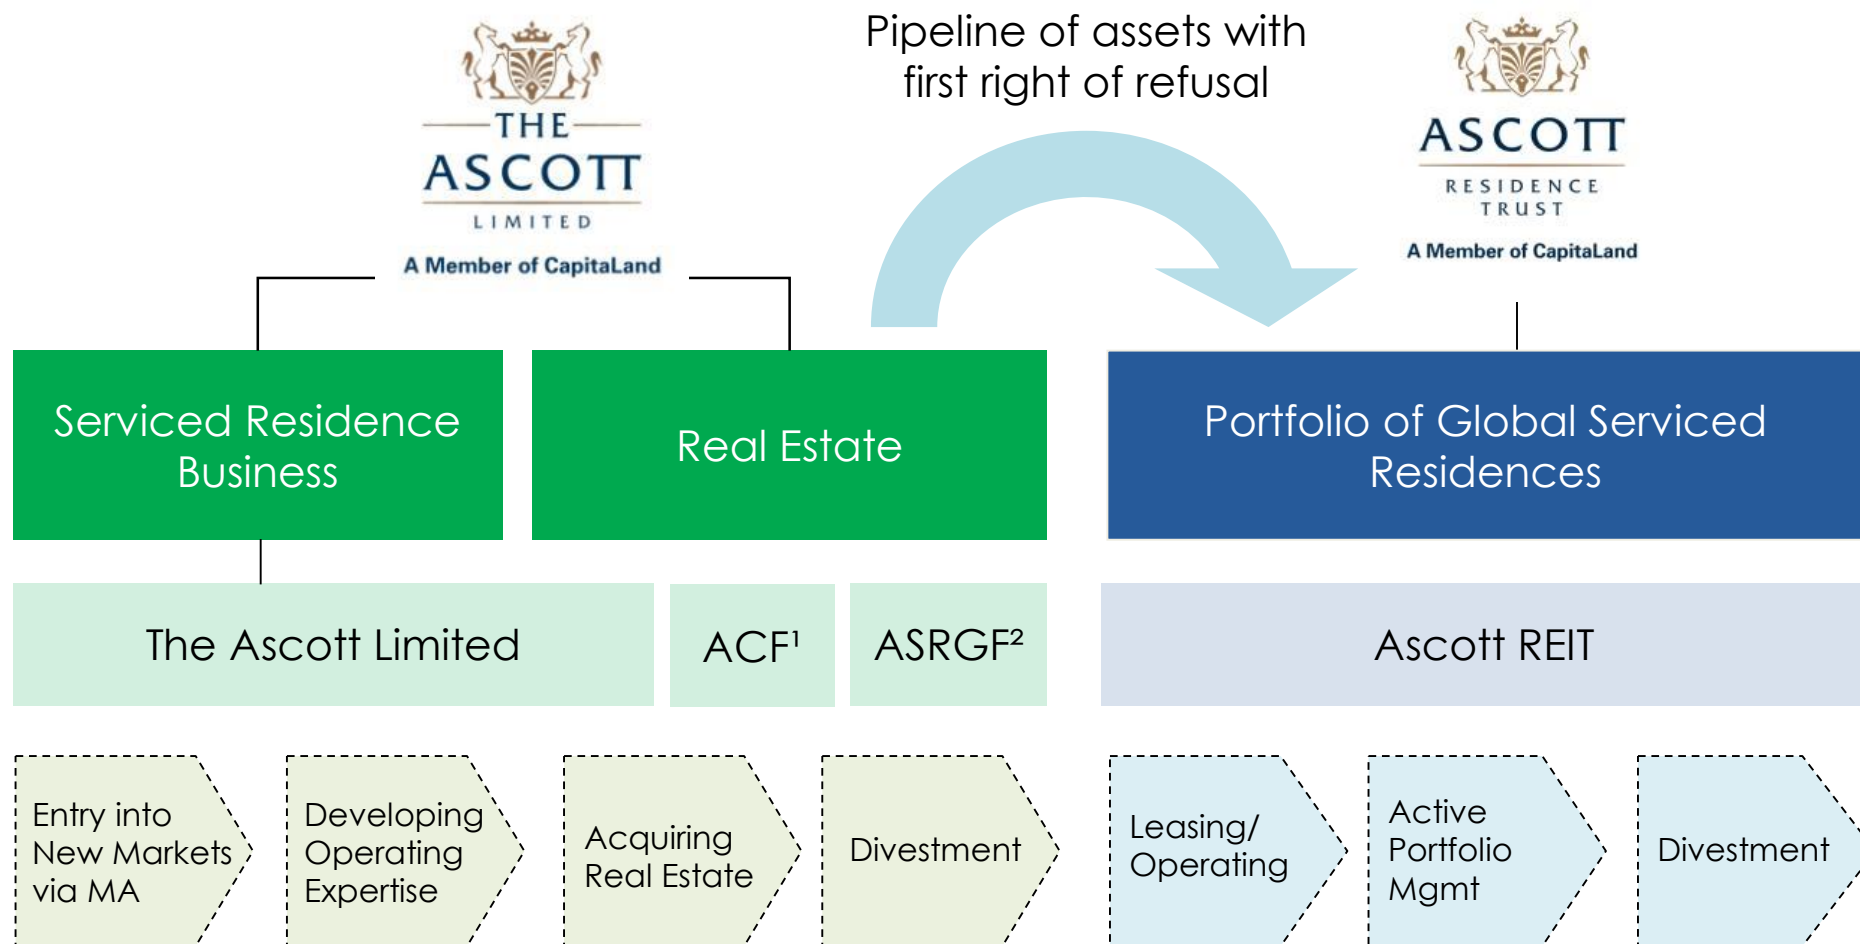 THE
ASCOTT
LIMITED
A Member of CapitaLand
Pipeline of assets with
first right of refusal
ASCOTT
RESIDENCE
TRUST
A Member of CapitaLand
Serviced Residence
Business
Real Estate
Portfolio of Global Serviced
Residences
The Ascott Limited
ACF¹
ASRGF²
Ascott REIT
Entry into
New Markets
via MA
Developing
Operating
Expertise
Acquiring
Real Estate
Divestment
Leasing/
Operating
Active
Portfolio
Mgmt
Divestment